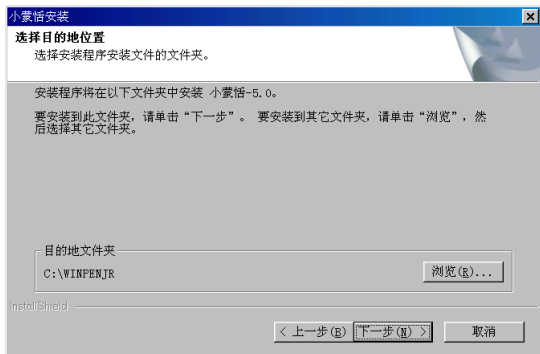 小蒙恬安装
选择目的地位置
选择安装程序安装文件的文件夹。
安装程序将在以下文件夹中安装 小蒙恬-5.0。
要安装到此文件夹，请单击“下一步”。 要安装到其它文件夹，请单击“浏览”，然
后选择其它文件夹。
目的地文件夹
C:\WINPENJR
浏览(R)...
InstallShield
< 上一步(B)
下一步(N) >
取消